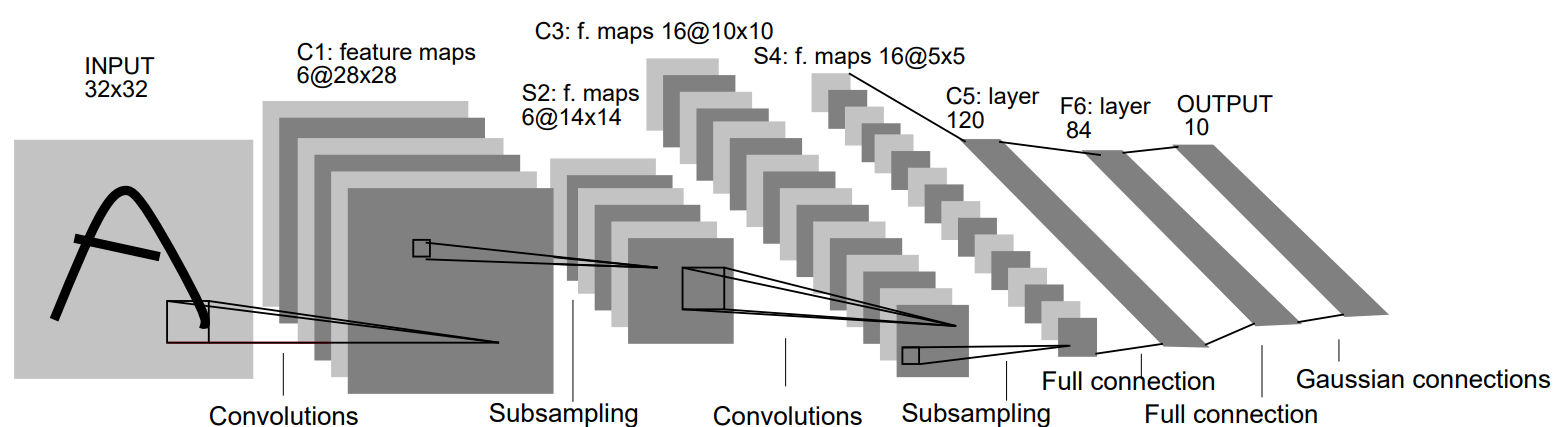 INPUT
32x32
C1: feature maps
6@28x28
S2: f. maps
6@14x14
C3: f. maps 16@10x10
S4: f. maps 16@5x5
C5: layer
120
F6: layer
84
OUTPUT
10
Convolutions
Subsampling
Convolutions
Subsampling
Full connection
Full connection
Gaussian connections